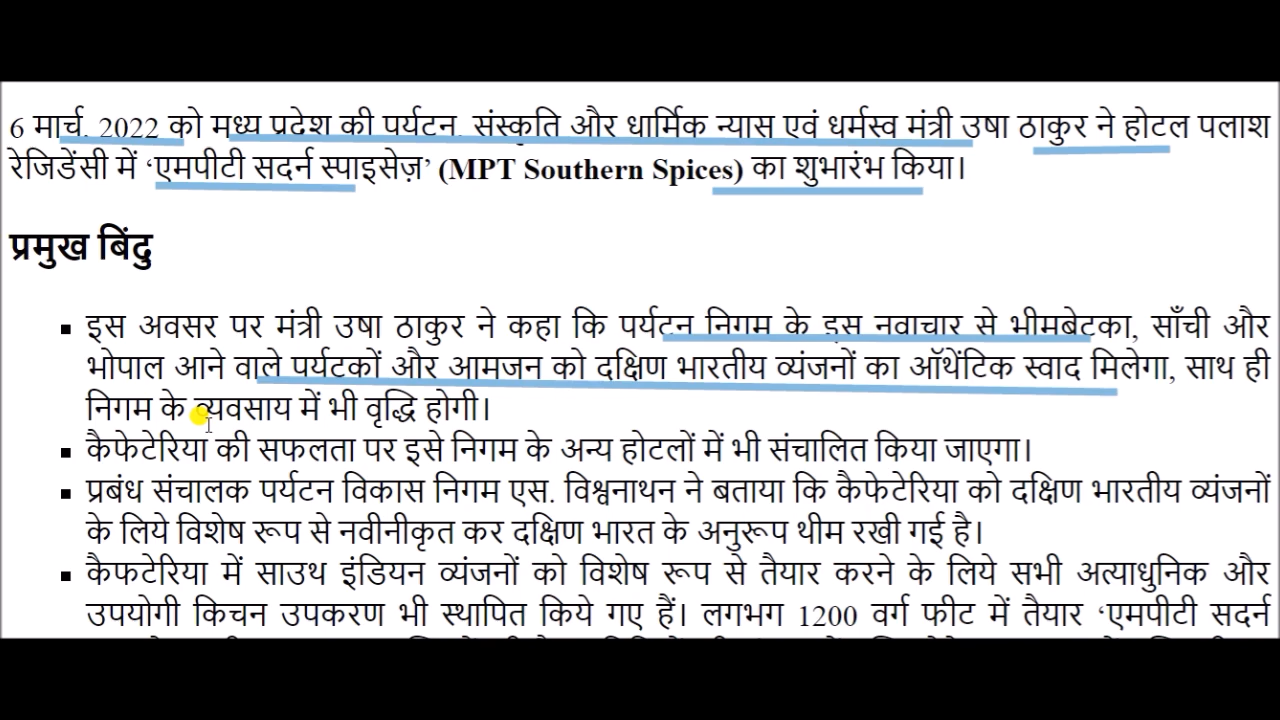 6 मार्च, 2022 को मध्य प्रदेश की पर्यटन, संस्कृति और धार्मिक न्यास एवं धर्मस्व मंत्री उषा ठाकुर ने होटल पलाश
रेजिडेंसी में ‘एमपीटी सदर्न स्पाइसेज़’ (MPT Southern Spices) का शुभारंभ किया।
प्रमुख बिंदु
▪ इस अवसर पर मंत्री उषा ठाकुर ने कहा कि पर्यटन निगम के इस नवाचार से भीमबेटका, साँची और
भोपाल आने वाले पर्यटकों और आमजन को दक्षिण भारतीय व्यंजनों का ऑथेंटिक स्वाद मिलेगा, साथ ही
निगम के व्यवसाय में भी वृद्धि होगी।
▪ कैफेटेरिया की सफलता पर इसे निगम के अन्य होटलों में भी संचालित किया जाएगा।
▪ प्रबंध संचालक पर्यटन विकास निगम एस. विश्वनाथन ने बताया कि कैफेटेरिया को दक्षिण भारतीय व्यंजनों
के लिये विशेष रूप से नवीनीकृत कर दक्षिण भारत के अनुरूप थीम रखी गई है।
▪ कैफटेरिया में साउथ इंडियन व्यंजनों को विशेष रूप से तैयार करने के लिये सभी अत्याधुनिक और
उपयोगी किचन उपकरण भी स्थापित किये गए हैं। लगभग 1200 वर्ग फीट में तैयार ‘एमपीटी सदर्न